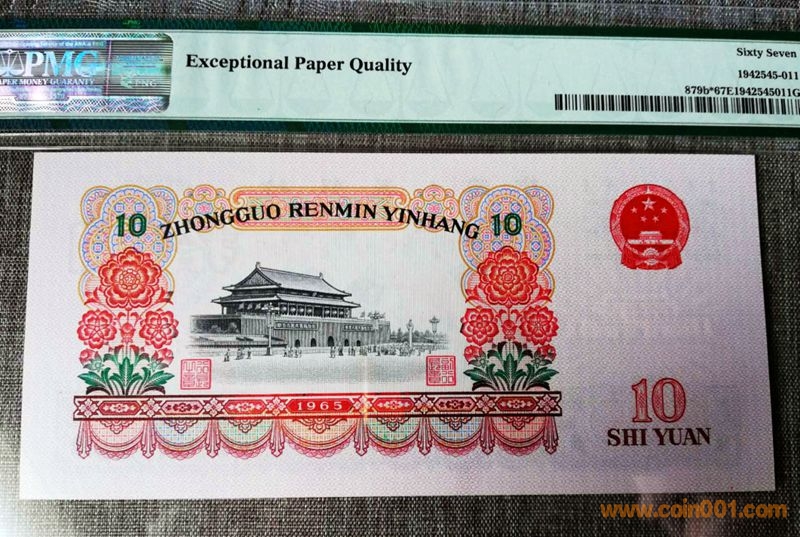 PMG
PAPER MONEY GUARANTY
Exceptional Paper Quality
Sixty Seven
1942545-011
879b*67E1942545011G
10 ZHONGGUO RENMIN YINHANG 10
1965
10
SHI YUAN
www.coin001.com